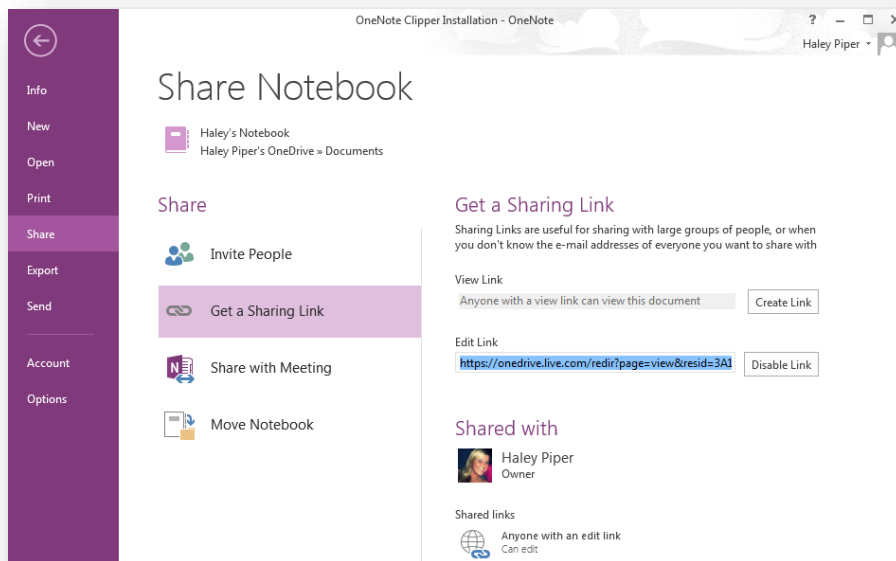 OneNote Clipper Installation - OneNote
?
Haley Piper
Info
New
Open
Print
Share
Export
Send
Account
Options
Share Notebook
Haley's Notebook
Haley Piper's OneDrive » Documents
Share
Invite People
Get a Sharing Link
N
Share with Meeting
Move Notebook
Get a Sharing Link
Sharing Links are useful for sharing with large groups of people, or when
you don't know the e-mail addresses of everyone you want to share with
View Link
Anyone with a view link can view this document
Create Link
Edit Link
https://onedrive.live.com/redir?page=view&resid=3A1
Disable Link
Shared with
Haley Piper
Owner
Shared links
Anyone with an edit link
Can edit